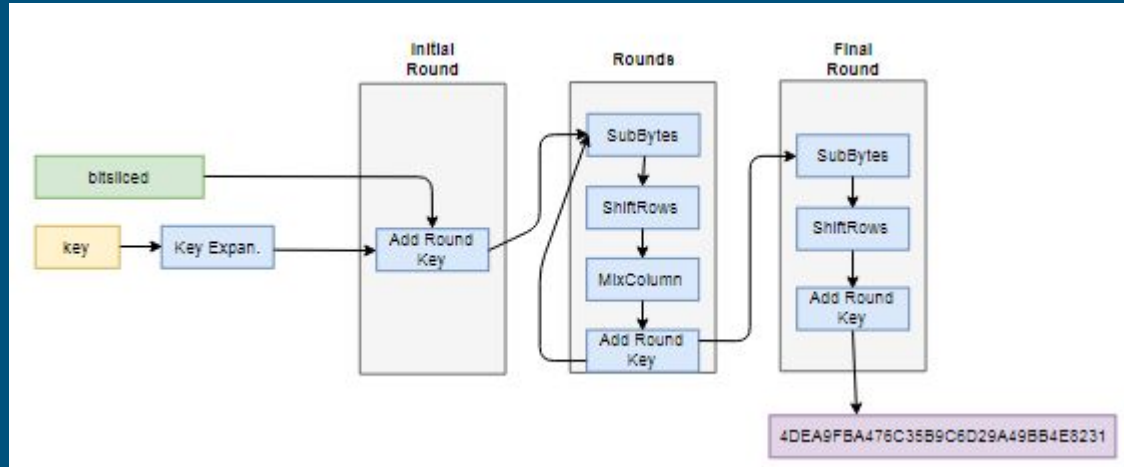 Initial
Round
Rounds
Final
Round
bitsliced
key
Key Expan.
Add Round
Key
SubBytes
ShiftRows
MixColumn
Add Round
Key
SubBytes
ShiftRows
Add Round
Key
4DEA9FBA476C35B9C6D29A49BB4E8231